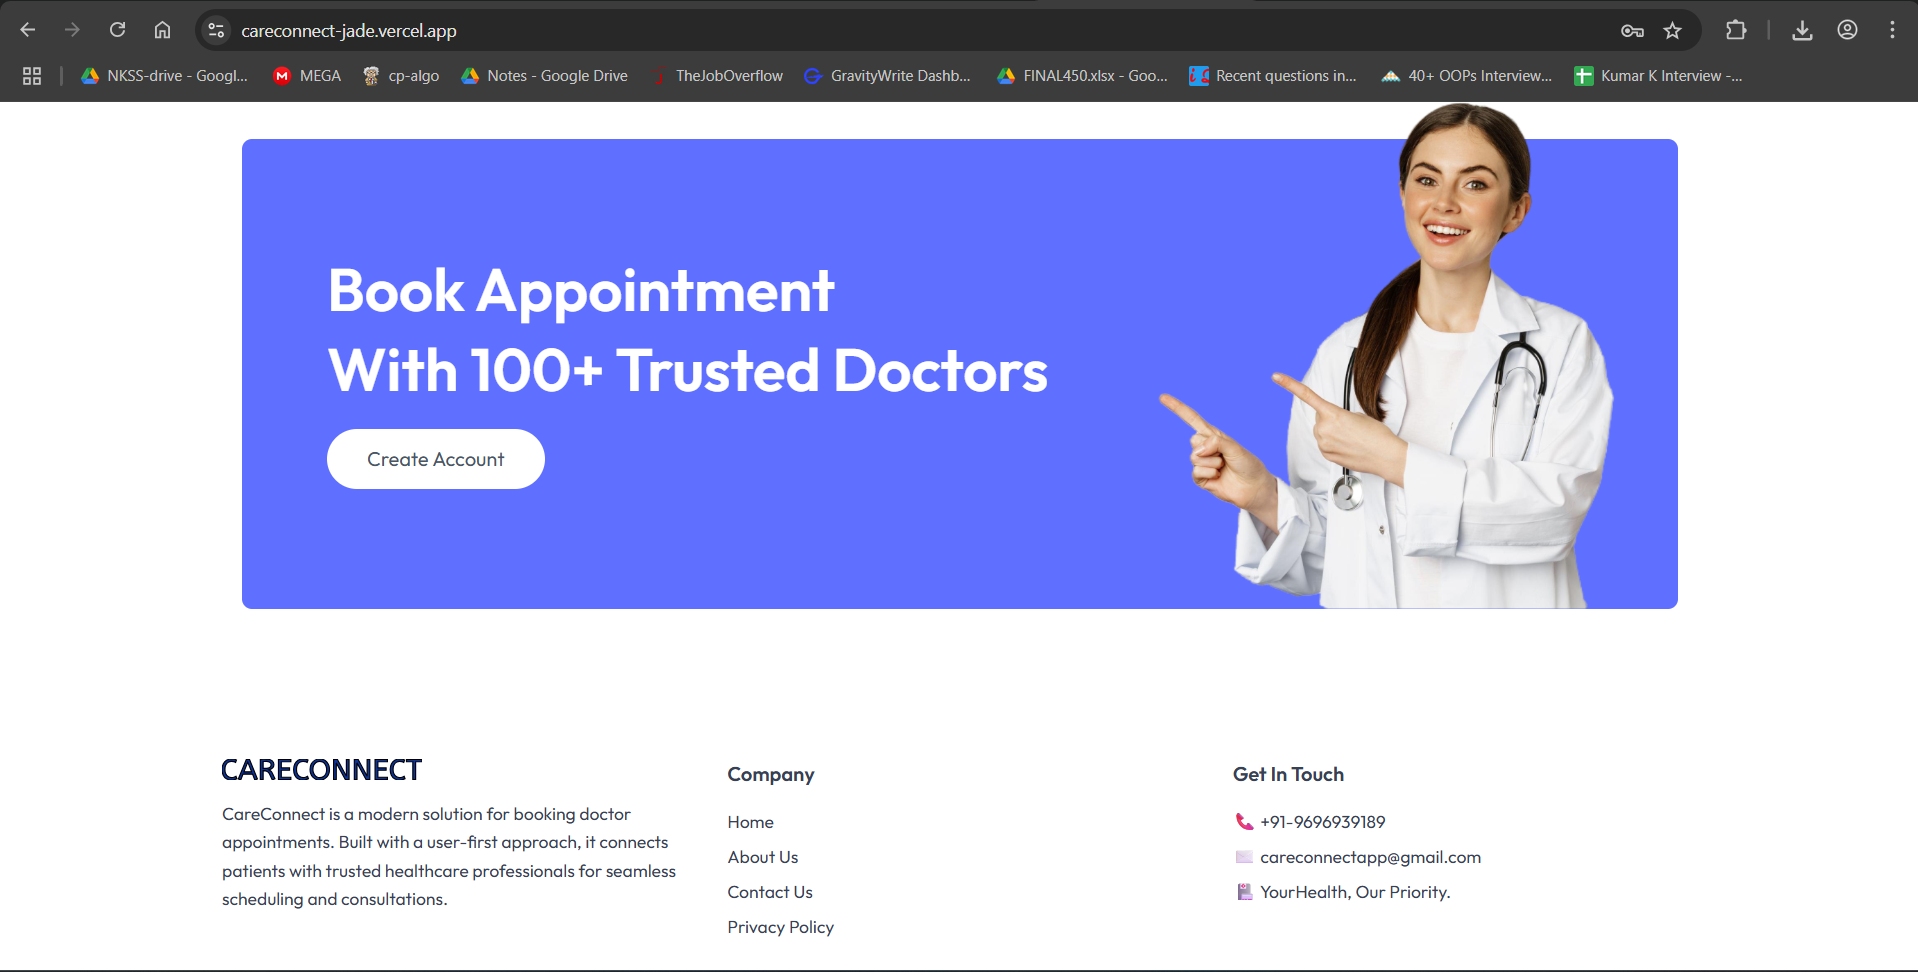 careconnect-jade.vercel.app
NKSS-drive - Googl...
MEGA
cp-algo
Notes - Google Drive
TheJobOverflow
GravityWrite Dashb...
FINAL450.xlsx - Goo...
Recent questions in...
40+ OOPs Interview...
Kumar K Interview -...
Book Appointment
With 100+ Trusted Doctors
Create Account
CARECONNECT
CareConnect is a modern solution for booking doctor
appointments. Built with a user-first approach, it connects
patients with trusted healthcare professionals for seamless
scheduling and consultations.
Company
Home
About Us
Contact Us
Privacy Policy
Get In Touch
+91-9696939189
careconnectapp@gmail.com
YourHealth, Our Priority.